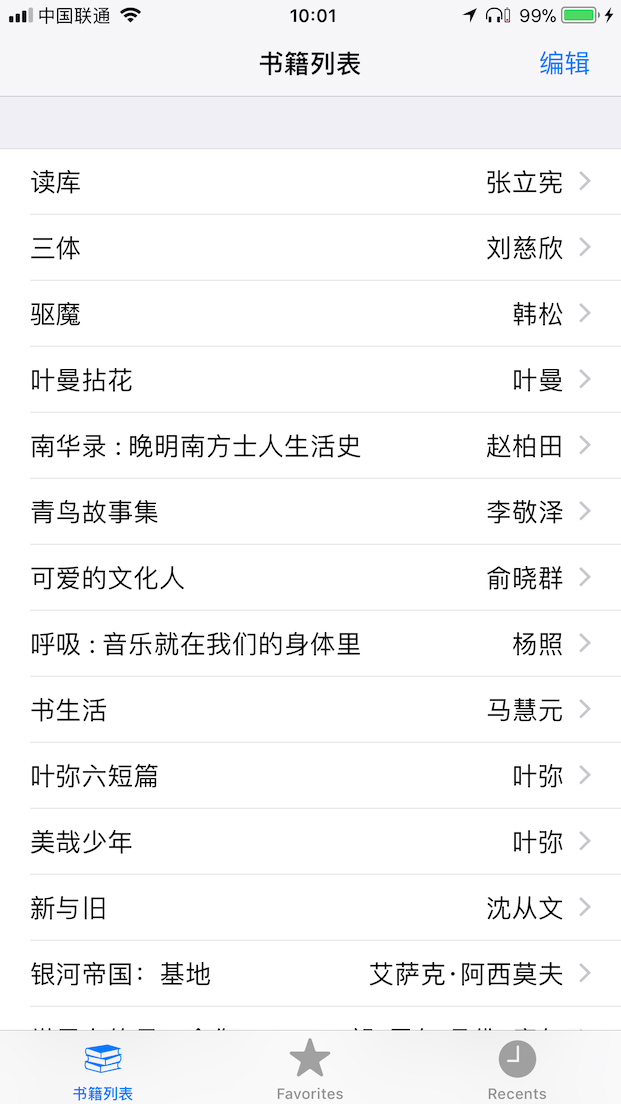 中国联通 10:01 99%
书籍列表 编辑
读库 张立宪
三体 刘慈欣
驱魔 韩松
叶曼拈花 叶曼
南华录 : 晚明南方士人生活史 赵柏田
青鸟故事集 李敬泽
可爱的文化人 俞晓群
呼吸 : 音乐就在我们的身体里 杨照
书生活 马慧元
叶弥六短篇 叶弥
美哉少年 叶弥
新与旧 沈从文
银河帝国：基地 艾萨克·阿西莫夫
书籍列表 Favorites Recents